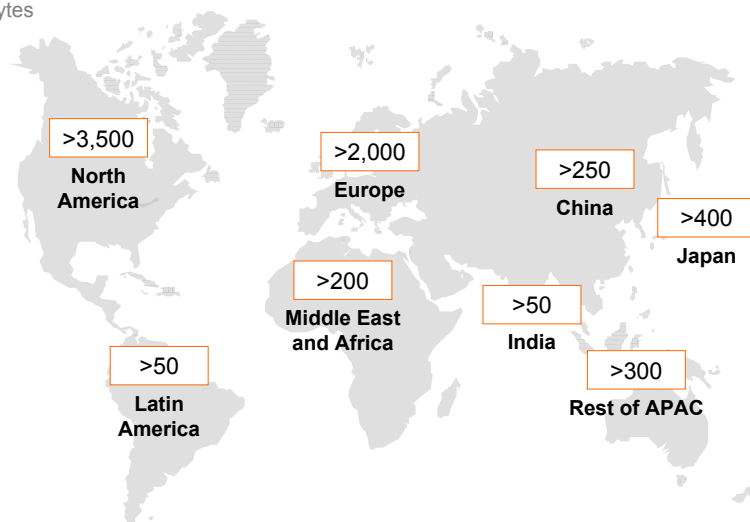 >3,500
North
America
>2,000
Europe
>250
China
>400
Japan
>200
Middle East
and Africa
>50
India
>50
Latin
America
>300
Rest of APAC